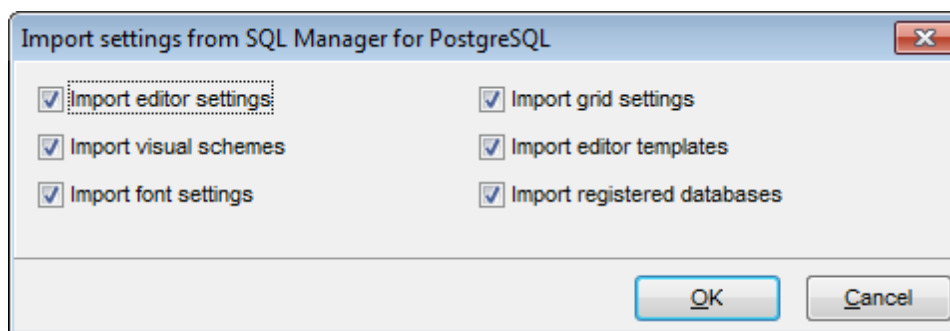 Import settings from SQL Manager for PostgreSQL
Import editor settings
Import grid settings
Import visual schemes
Import editor templates
Import font settings
Import registered databases
OK
Cancel